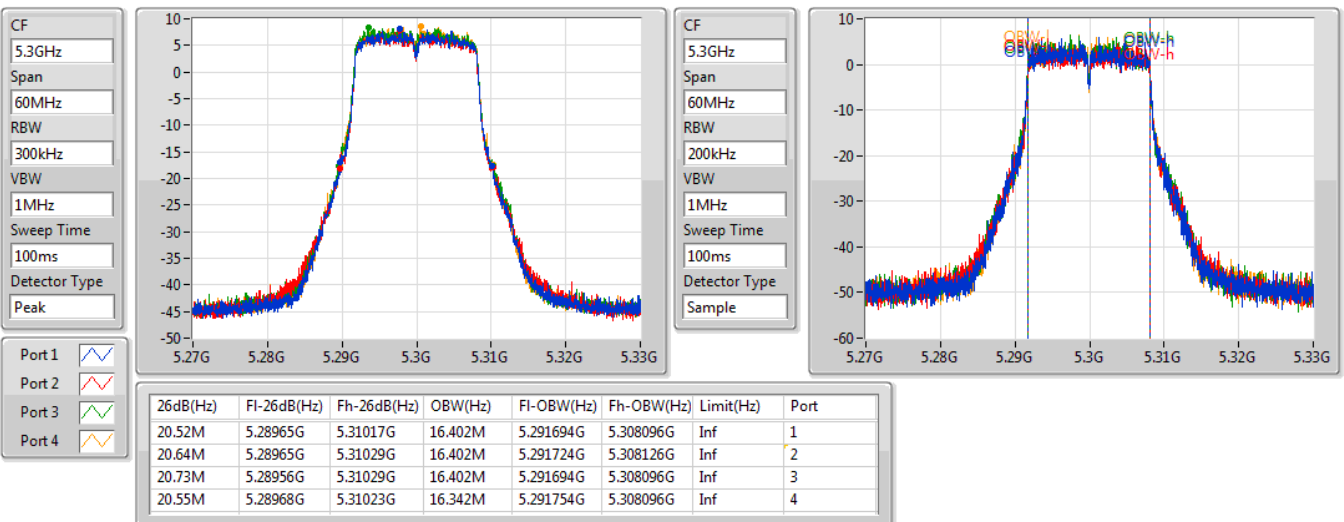 CF
5.3GHz
Span
60MHz
RBW
300kHz
VBW
1MHz
Sweep Time
100ms
Detector Type
Peak
10
5
0
-5
-10
-15
-20
-25
-30
-35
-40
-45
-50
5.27G 5.28G 5.29G 5.3G 5.31G 5.32G 5.33G
CF
5.3GHz
Span
60MHz
RBW
200kHz
VBW
1MHz
Sweep Time
100ms
Detector Type
Sample
10
0
-10
-20
-30
-40
-50
-60
5.27G 5.28G 5.29G 5.3G 5.31G 5.32G 5.33G
OBW-h
OBW-h
Port 1
Port 2
Port 3
Port 4
26dB(Hz) Fl-26dB(Hz) Fh-26dB(Hz) OBW(Hz) Fl-OBW(Hz) Fh-OBW(Hz) Limit(Hz) Port
20.52M 5.28965G 5.31017G 16.402M 5.291694G 5.308096G Inf 1
20.64M 5.28965G 5.31029G 16.402M 5.291724G 5.308126G Inf 2
20.73M 5.28956G 5.31029G 16.402M 5.291694G 5.308096G Inf 3
20.55M 5.28968G 5.31023G 16.342M 5.291754G 5.308096G Inf 4